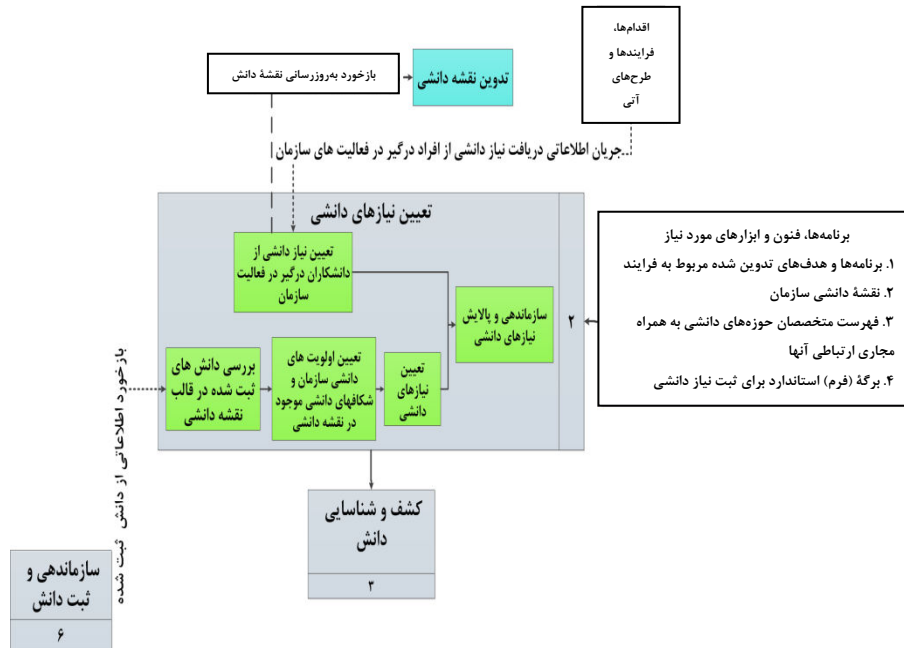 اقدام‌ها،
فرایندها و
طرح‌های
آتی
بازخورد به‌روزرسانی نقشهٔ دانش
تدوین نقشه دانشی
..جریان اطلاعاتی دریافت نیاز دانشی از افراد درگیر در فعالیت های سازمان
تعیین نیازهای دانشی
تعیین نیاز دانشی از
دانشکاران درگیر در فعالیت
سازمان
سازماندهی و پالایش
نیازهای دانشی
۲
برنامه‌ها، فنون و ابزارهای مورد نیاز
۱. برنامه‌ها و هدف‌های تدوین شده مربوط به فرایند
۲. نقشهٔ دانشی سازمان
۳. فهرست متخصصان حوزه‌های دانشی به همراه
مجاری ارتباطی آنها
۴. برگهٔ (فرم) استاندارد برای ثبت نیاز دانشی
بررسی دانش های
ثبت شده در قالب
نقشه دانشی
تعیین اولویت های
دانشی سازمان و
شکافهای دانشی موجود
در نقشه دانشی
تعیین
نیازهای
دانشی
بازخورد اطلاعاتی از دانش ثبت شده
کشف و شناسایی
دانش
۳
سازماندهی و
ثبت دانش
۶